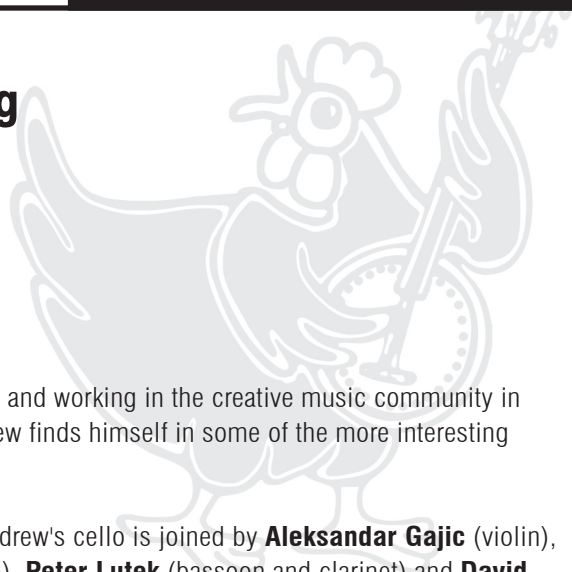 g
and working in the creative music community in
ew finds himself in some of the more interesting
drew's cello is joined by Aleksandar Gajic (violin),
), Peter Lutek (bassoon and clarinet) and David